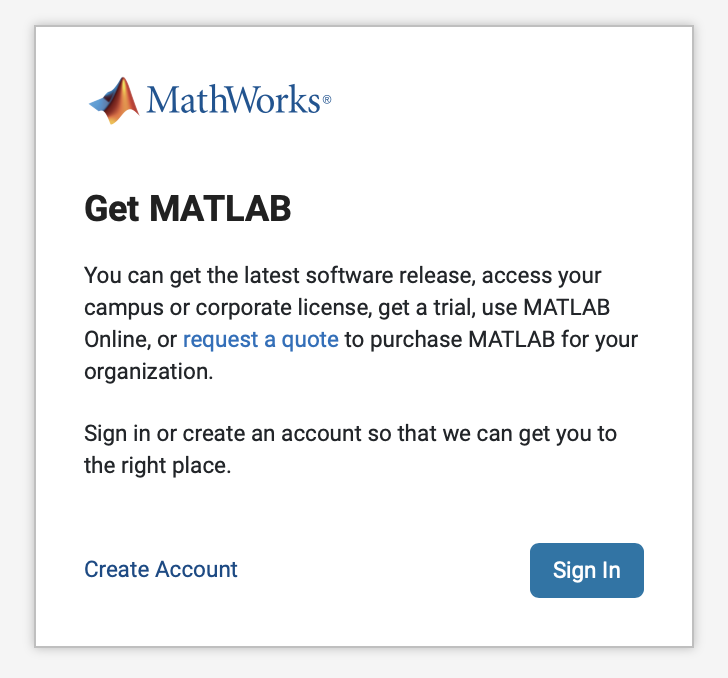 MathWorks®
Get MATLAB
You can get the latest software release, access your
campus or corporate license, get a trial, use MATLAB
Online, or request a quote to purchase MATLAB for your
organization.
Sign in or create an account so that we can get you to
the right place.
Create Account
Sign In